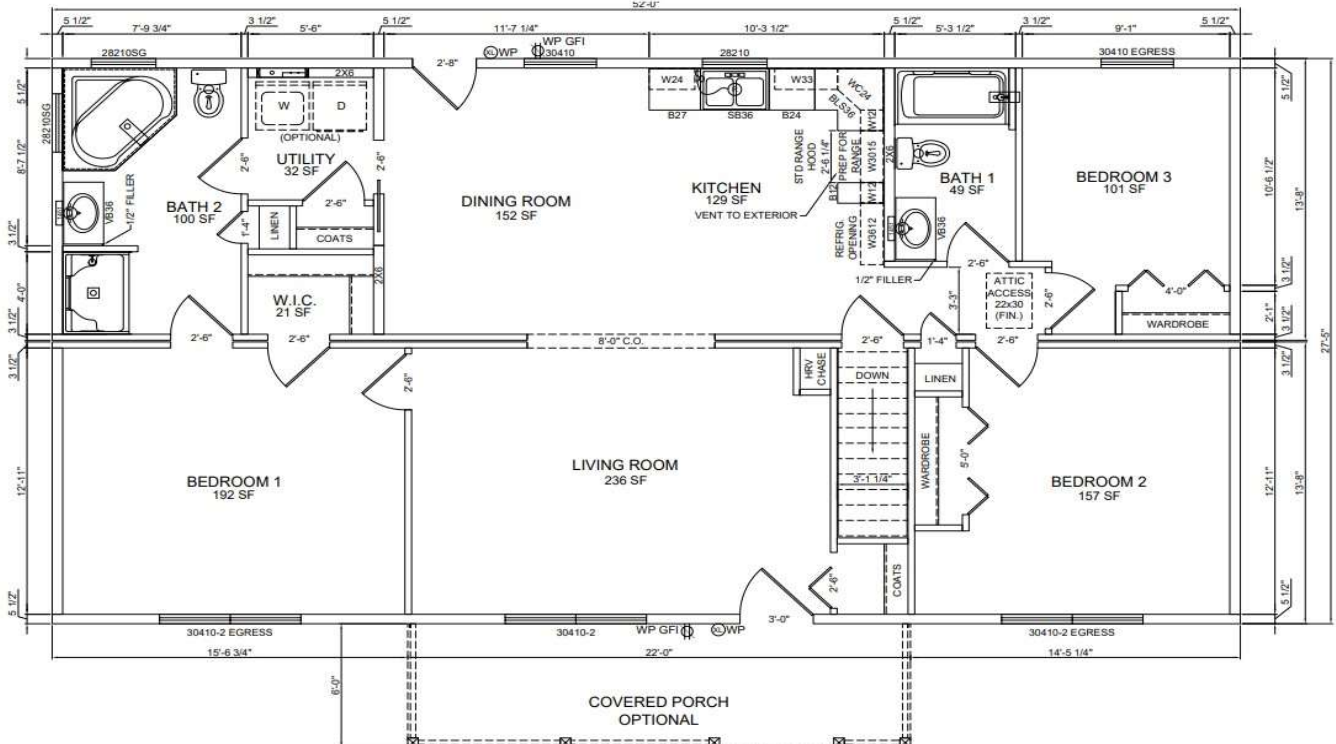 52'-0"
5 1/2"
7'-9 3/4"
3 1/2"
5'-6"
5 1/2"
11'-7 1/4"
10'-3 1/2"
5 1/2"
5'-3 1/2"
3 1/2"
9'-1"
5 1/2"
28210SG
XL WP
WP GFI
30410
28210
30410 EGRESS
2'-8"
2X6
W24
W33
WC24
BLS36
B27
SB36
B24
W12
5 1/2"
28210SG
8'-7 1/2"
W
D
(OPTIONAL)
UTILITY
32 SF
2'-6"
2'-6"
2'-6"
STD RANGE
HOOD
2'-6 1/4"
PREP FOR
RANGE
W3015
2X6
B12
W12
BATH 1
49 SF
VB36
BEDROOM 3
101 SF
5 1/2"
10'-6 1/2"
13'-8"
BATH 2
100 SF
VB36
1/2" FILLER
LINEN
1'-4"
COATS
2X6
DINING ROOM
152 SF
KITCHEN
129 SF
VENT TO EXTERIOR
REFRIG.
OPENING
W3612
1/2" FILLER
2'-6"
3'-3"
ATTIC
ACCESS
22x30
(FIN.)
2'-6"
4'-0"
WARDROBE
3 1/2"
2'-1"
3 1/2"
3 1/2"
4'-0"
3 1/2"
W.I.C.
21 SF
2'-6"
2'-6"
8'-0" C.O.
2'-6"
1'-4"
2'-6"
27'-5"
3 1/2"
2'-6"
HRV
CHASE
DOWN
LINEN
3 1/2"
12'-11"
BEDROOM 1
192 SF
LIVING ROOM
236 SF
3'-1 1/4"
WARDROBE
5'-0"
BEDROOM 2
157 SF
12'-11"
13'-8"
5 1/2"
2'-6"
COATS
5 1/2"
30410-2 EGRESS
30410-2
WP GFI
XL WP
3'-0"
30410-2 EGRESS
15'-6 3/4"
22'-0"
14'-5 1/4"
6'-0"
COVERED PORCH
OPTIONAL